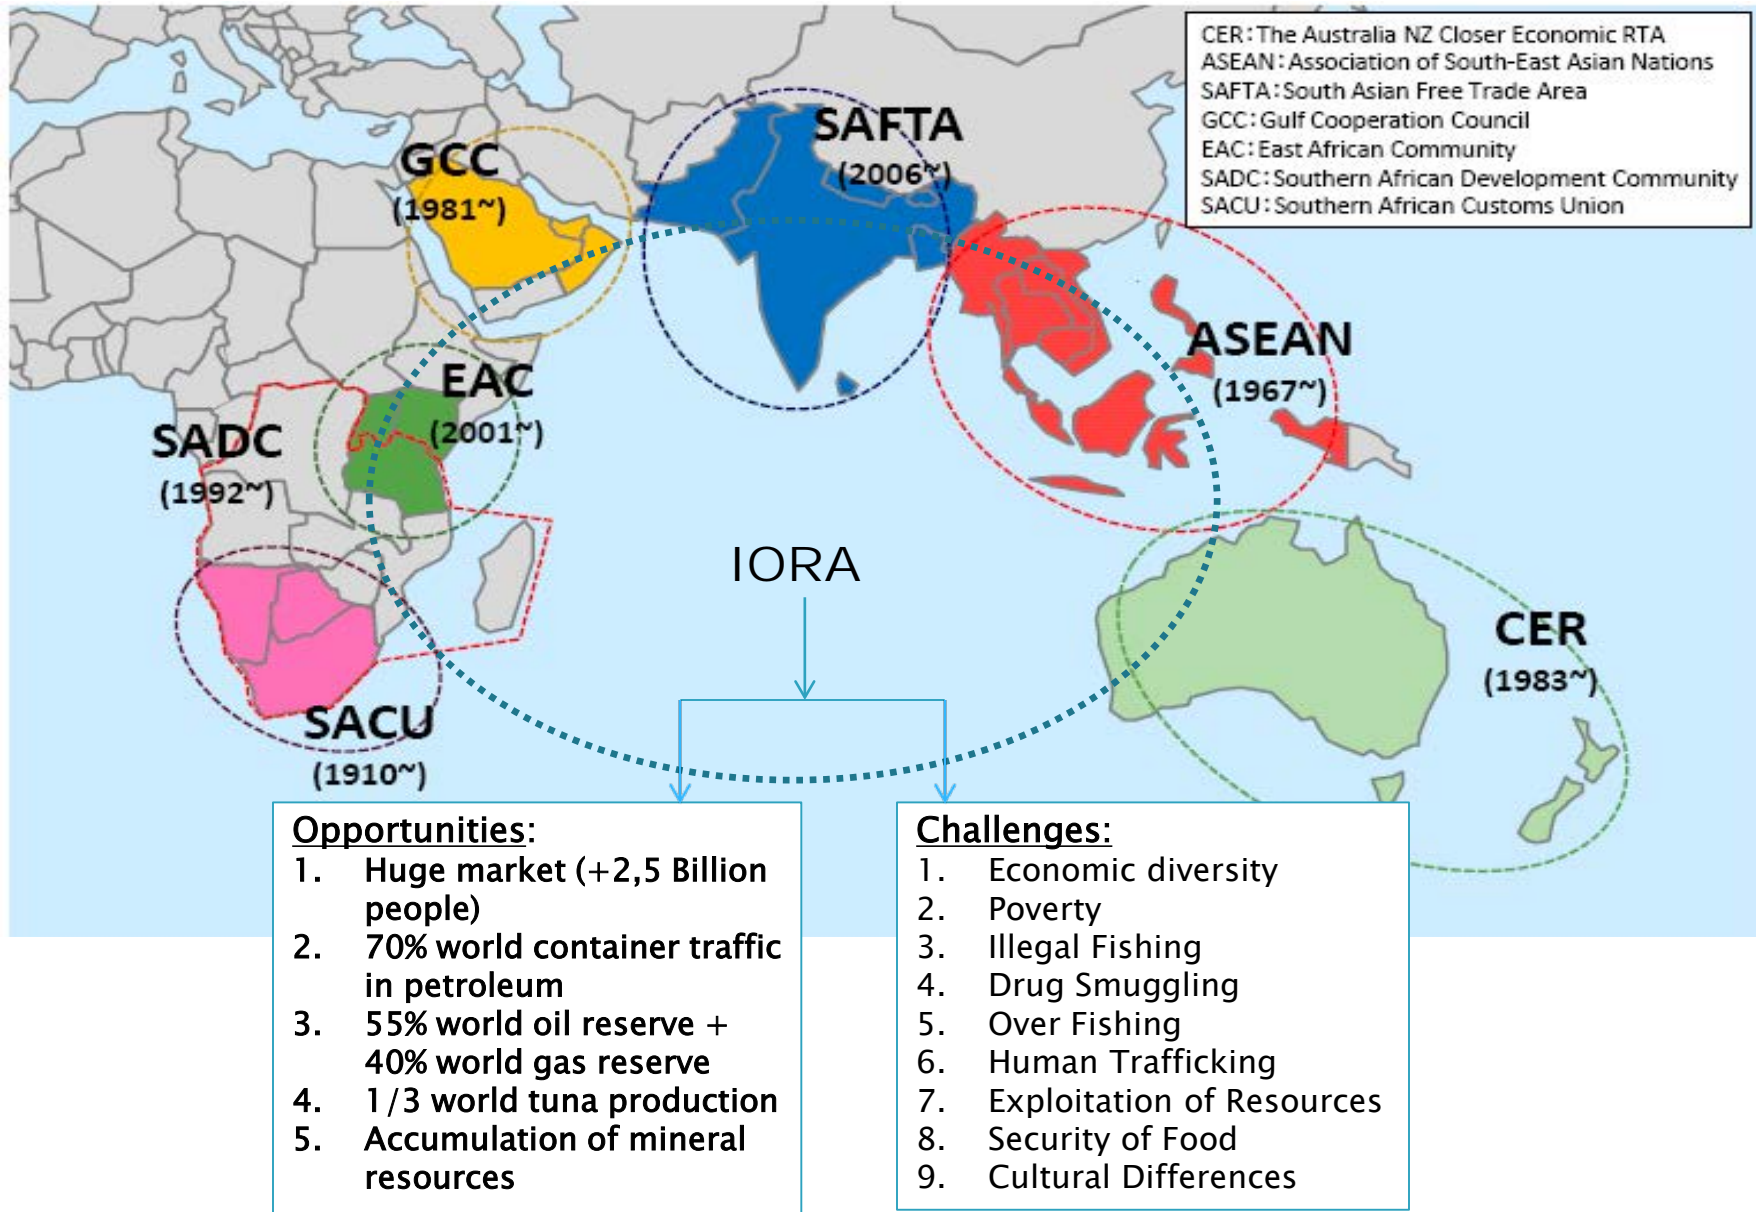 CER:The Australia NZ Closer Economic RTA
ASEAN:Association of South-East Asian Nations
SAFTA:South Asian Free Trade Area
GCC:Gulf Cooperation Council
EAC:East African Community
SADC:Southern African Development Community
SACU:Southern African Customs Union
SAFTA
(2006~)
GCC
(1981~)
ASEAN
(1967~)
EAC
(2001~)
SADC
(1992~)
IORA
CER
(1983~)
SACU
(1910~)
Opportunities:
1. Huge market (+2,5 Billion
people)
2. 70% world container traffic
in petroleum
3. 55% world oil reserve +
40% world gas reserve
4. 1/3 world tuna production
5. Accumulation of mineral
resources
Challenges:
1. Economic diversity
2. Poverty
3. Illegal Fishing
4. Drug Smuggling
5. Over Fishing
6. Human Trafficking
7. Exploitation of Resources
8. Security of Food
9. Cultural Differences